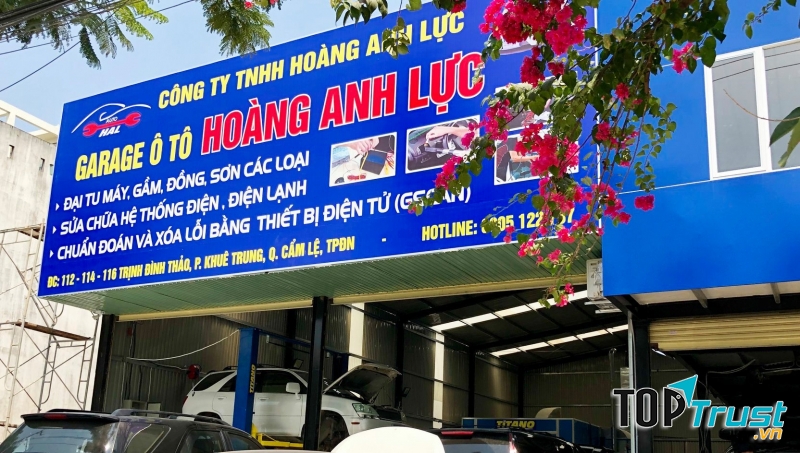 CÔNG TY TNHH HOÀNG ANH LỰC
AUTO
HAL
GARAGE Ô TÔ HOÀNG ANH LỰC
ĐẠI TU MÁY, GẦM, ĐỒNG, SƠN CÁC LOẠI
SỬA CHỮA HỆ THỐNG ĐIỆN , ĐIỆN LẠNH
CHUẨN ĐOÁN VÀ XÓA LỖI BẰNG THIẾT BỊ ĐIỆN TỬ
ĐC: 112 - 114 - 116 TRỊNH ĐÌNH THẢO, P. KHUÊ TRUNG, Q. CẨM LỆ, TPĐN - HOTLINE:
TITANO
TITANO
TOPTrust.vn